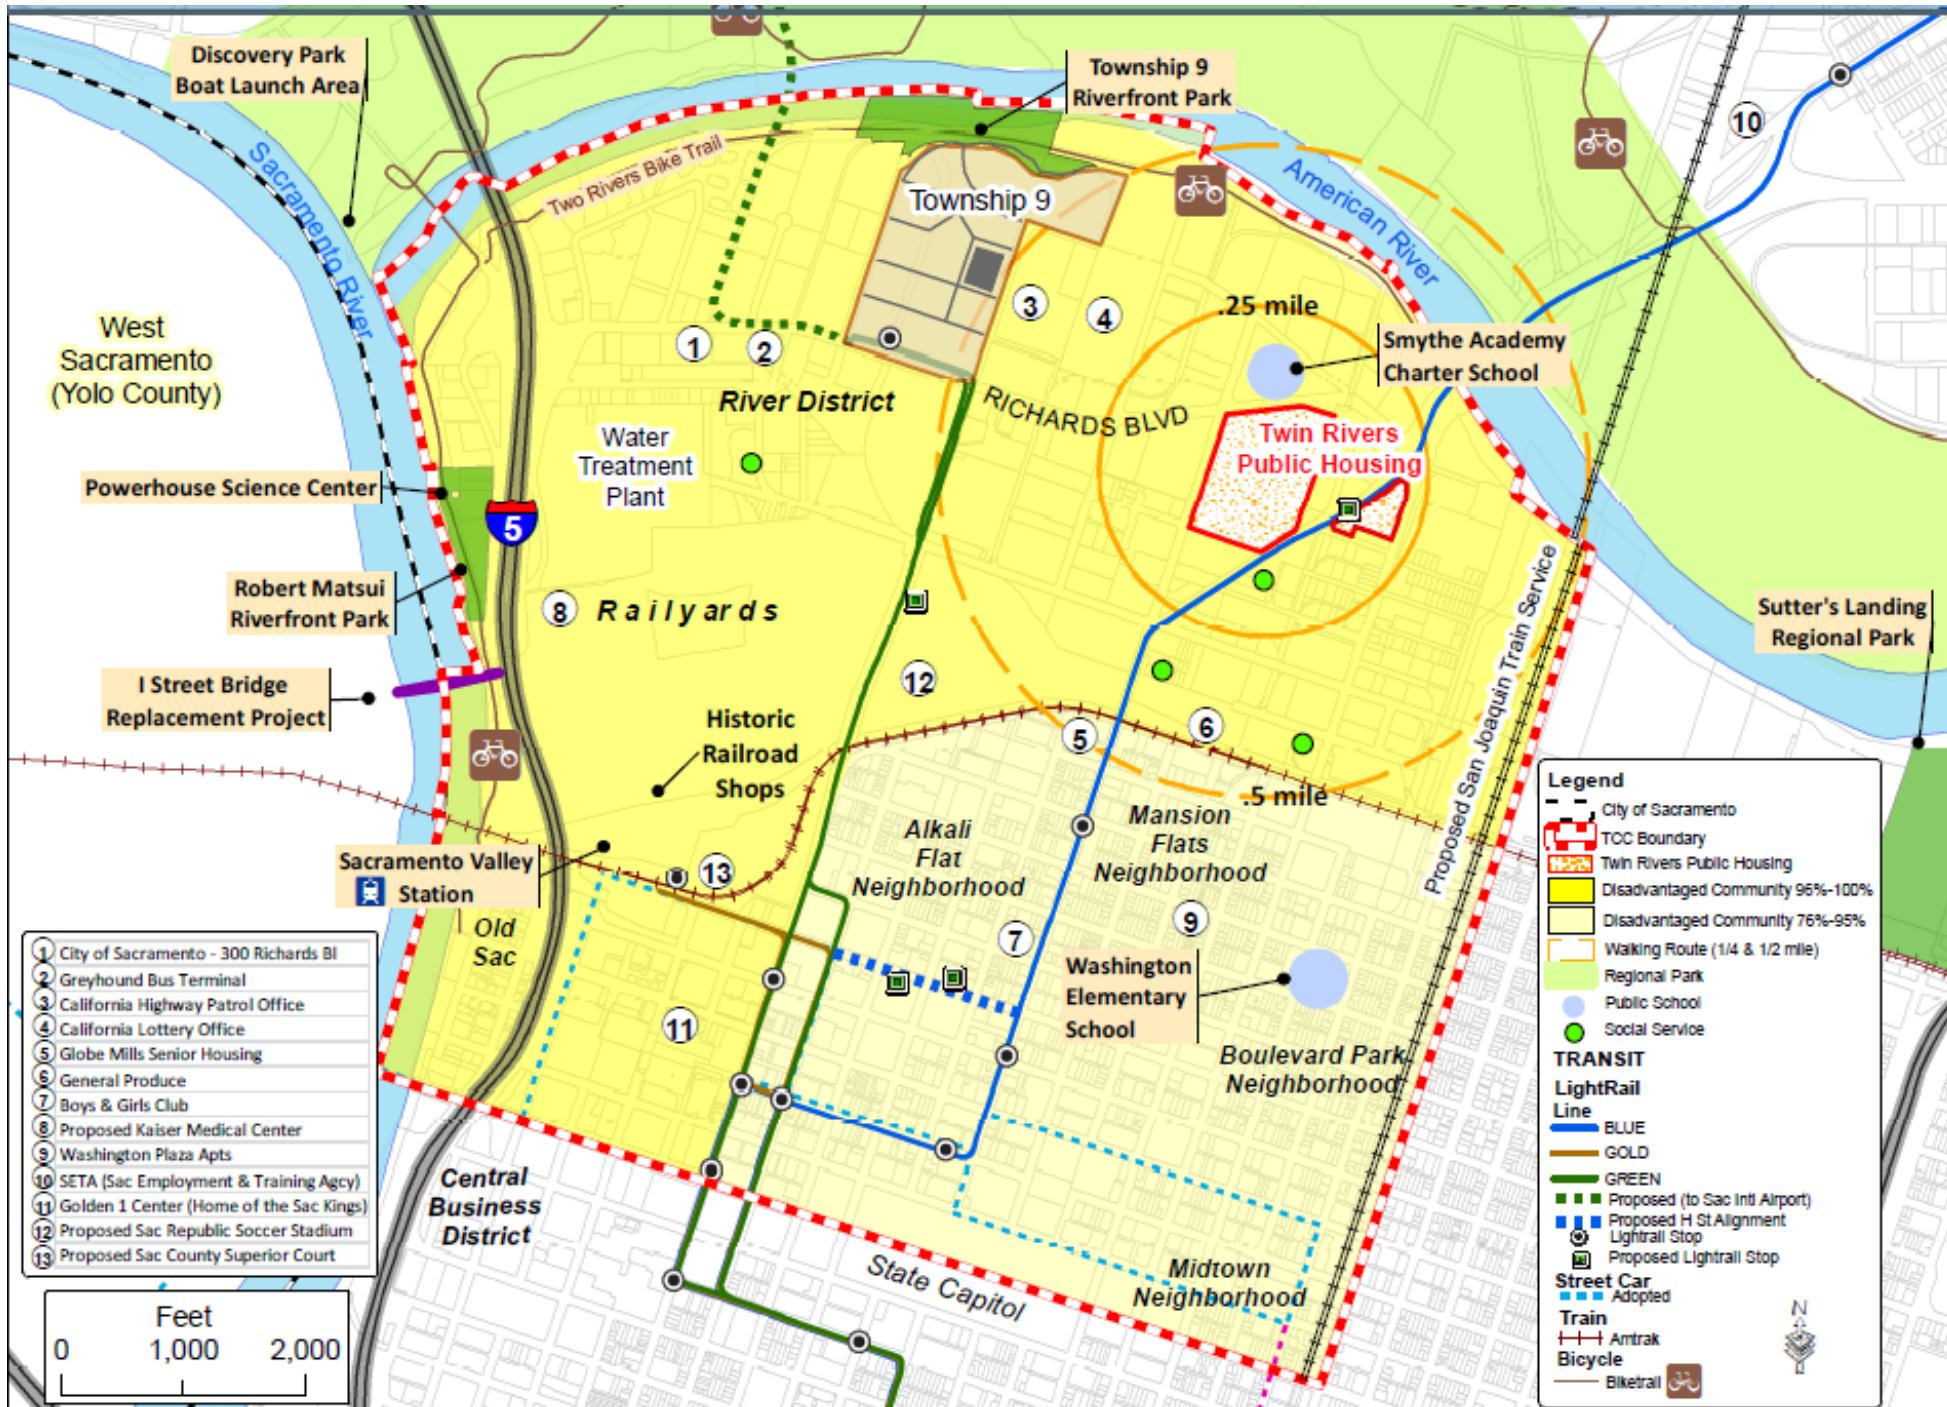 Discovery Park
Boat Launch Area
Township 9
Riverfront Park
10
Sacramento River
Two Rivers Bike Trail
Township 9
American River
West
Sacramento
(Yolo County)
1
2
3
4
.25 mile
Smythe Academy
Charter School
River District
RICHARDS BLVD
Water
Treatment
Plant
Twin Rivers
Public Housing
Powerhouse Science Center
5
Robert Matsui
Riverfront Park
8
Railyards
Proposed San Joaquin Train Service
Sutter's Landing
Regional Park
I Street Bridge
Replacement Project
12
Historic
Railroad
Shops
5
6
.5 mile
Alkali
Flat
Neighborhood
Mansion
Flats
Neighborhood
Sacramento Valley
Station
13
Old
Sac
7
9
Washington
Elementary
School
11
Boulevard Park
Neighborhood
Central
Business
District
State Capitol
Midtown
Neighborhood
1 City of Sacramento - 300 Richards Bl
2 Greyhound Bus Terminal
3 California Highway Patrol Office
4 California Lottery Office
5 Globe Mills Senior Housing
6 General Produce
7 Boys & Girls Club
8 Proposed Kaiser Medical Center
9 Washington Plaza Apts
10 SETA (Sac Employment & Training Agcy)
11 Golden 1 Center (Home of the Sac Kings)
12 Proposed Sac Republic Soccer Stadium
13 Proposed Sac County Superior Court
Feet
0 1,000 2,000
Legend
City of Sacramento
TCC Boundary
Twin Rivers Public Housing
Disadvantaged Community 96%-100%
Disadvantaged Community 76%-95%
Walking Route (1/4 & 1/2 mile)
Regional Park
Public School
Social Service
TRANSIT
LightRail
Line
BLUE
GOLD
GREEN
Proposed (to Sac Intl Airport)
Proposed H St Alignment
Lightrail Stop
Proposed Lightrail Stop
Street Car
Adopted
Train
Amtrak
Bicycle
Biketrail
N